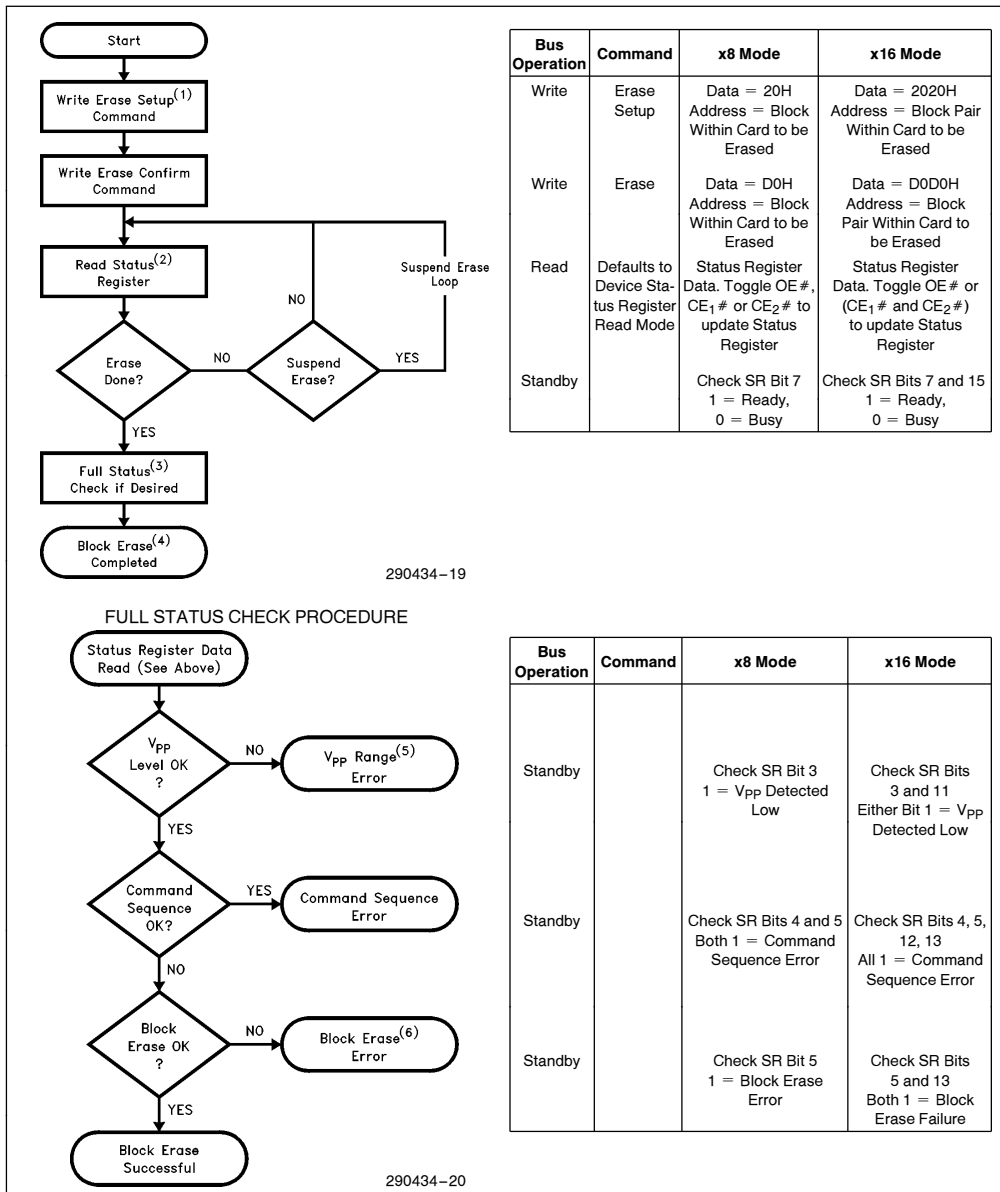 Start
Write Erase Setup(1)
Command
Write Erase Confirm
Command
Read Status(2)
Register
Erase
Done?
NO
Suspend
Erase?
NO
YES
Suspend Erase
Loop
YES
Full Status(3)
Check if Desired
Block Erase(4)
Completed
290434–19
Bus
Operation
Command
x8 Mode
x16 Mode
Write
Erase
Setup
Data = 20H
Address = Block
Within Card to be
Erased
Data = 2020H
Address = Block Pair
Within Card to be
Erased
Write
Erase
Data = D0H
Address = Block
Within Card to be
Erased
Data = D0D0H
Address = Block
Pair Within Card to
be Erased
Read
Defaults to
Device Sta-
tus Register
Read Mode
Status Register
Data. Toggle OE#,
CE1# or CE2# to
update Status
Register
Status Register
Data. Toggle OE# or
(CE1# and CE2#)
to update Status
Register
Standby
Check SR Bit 7
1 = Ready,
0 = Busy
Check SR Bits 7 and 15
1 = Ready,
0 = Busy
FULL STATUS CHECK PROCEDURE
Status Register Data
Read (See Above)
VPP
Level OK
?
NO
VPP Range(5)
Error
YES
Command
Sequence
OK?
YES
Command Sequence
Error
NO
Block
Erase OK
?
NO
Block Erase(6)
Error
YES
Block Erase
Successful
290434–20
Bus
Operation
Command
x8 Mode
x16 Mode
Standby
Check SR Bit 3
1 = VPP Detected
Low
Check SR Bits
3 and 11
Either Bit 1 = VPP
Detected Low
Standby
Check SR Bits 4 and 5
Both 1 = Command
Sequence Error
Check SR Bits 4, 5,
12, 13
All 1 = Command
Sequence Error
Standby
Check SR Bit 5
1 = Block Erase
Error
Check SR Bits
5 and 13
Both 1 = Block
Erase Failure